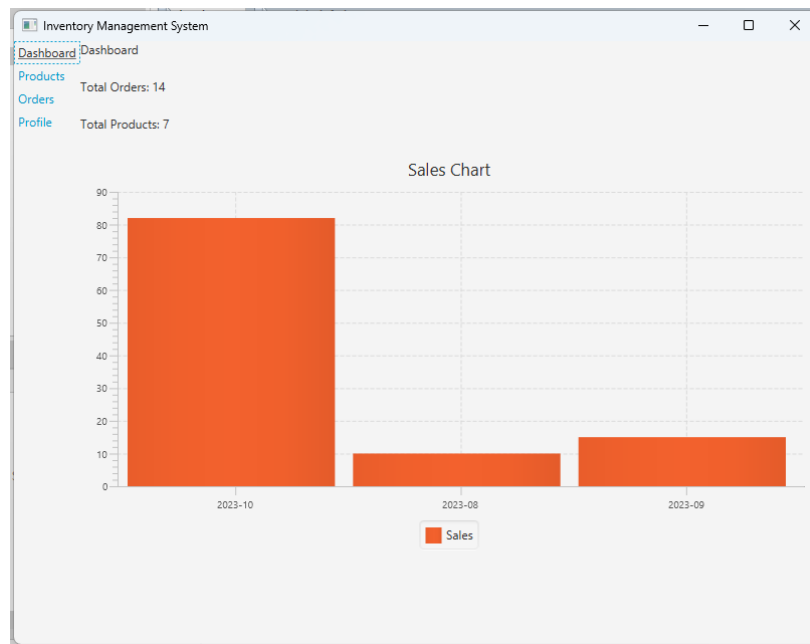 Inventory Management System
Dashboard
Products
Orders
Profile
Dashboard
Total Orders: 14
Total Products: 7
Sales Chart
90
80
70
60
50
40
30
20
10
0
2023-10 2023-08 2023-09
Sales